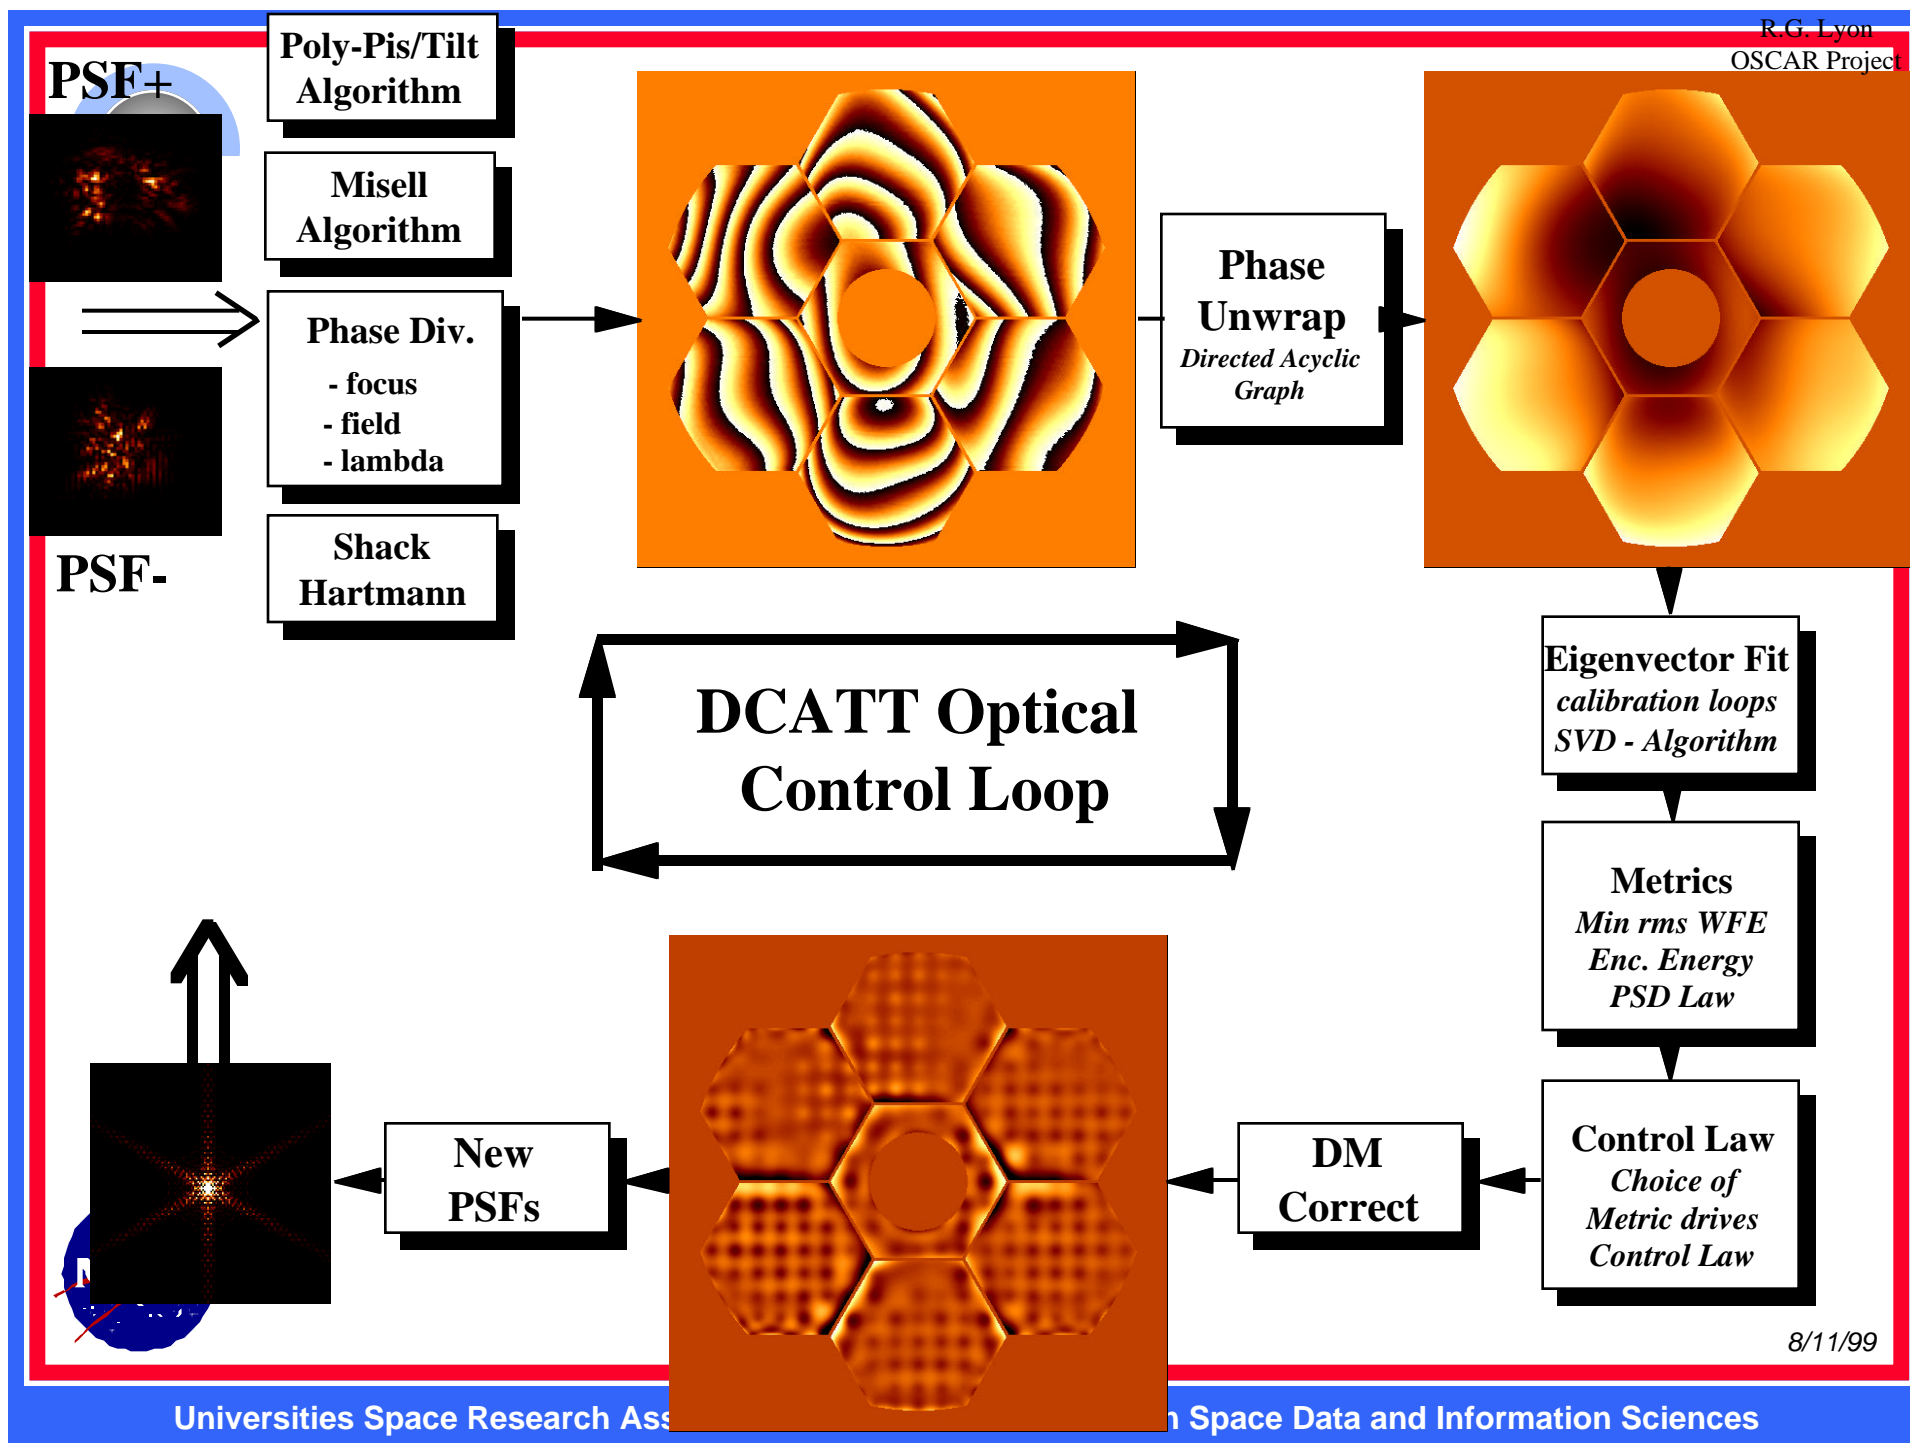 R.G. Lyon
OSCAR Project
PSF+
Poly-Pis/Tilt
Algorithm
Misell
Algorithm
Phase Div.
- focus
- field
- lambda
Shack
Hartmann
PSF-
Phase
Unwrap
Directed Acyclic
Graph
Eigenvector Fit
calibration loops
SVD - Algorithm
DCATT Optical
Control Loop
Metrics
Min rms WFE
Enc. Energy
PSD Law
Control Law
Choice of
Metric drives
Control Law
DM
Correct
New
PSFs
8/11/99
Universities Space Research Space Data and Information Sciences